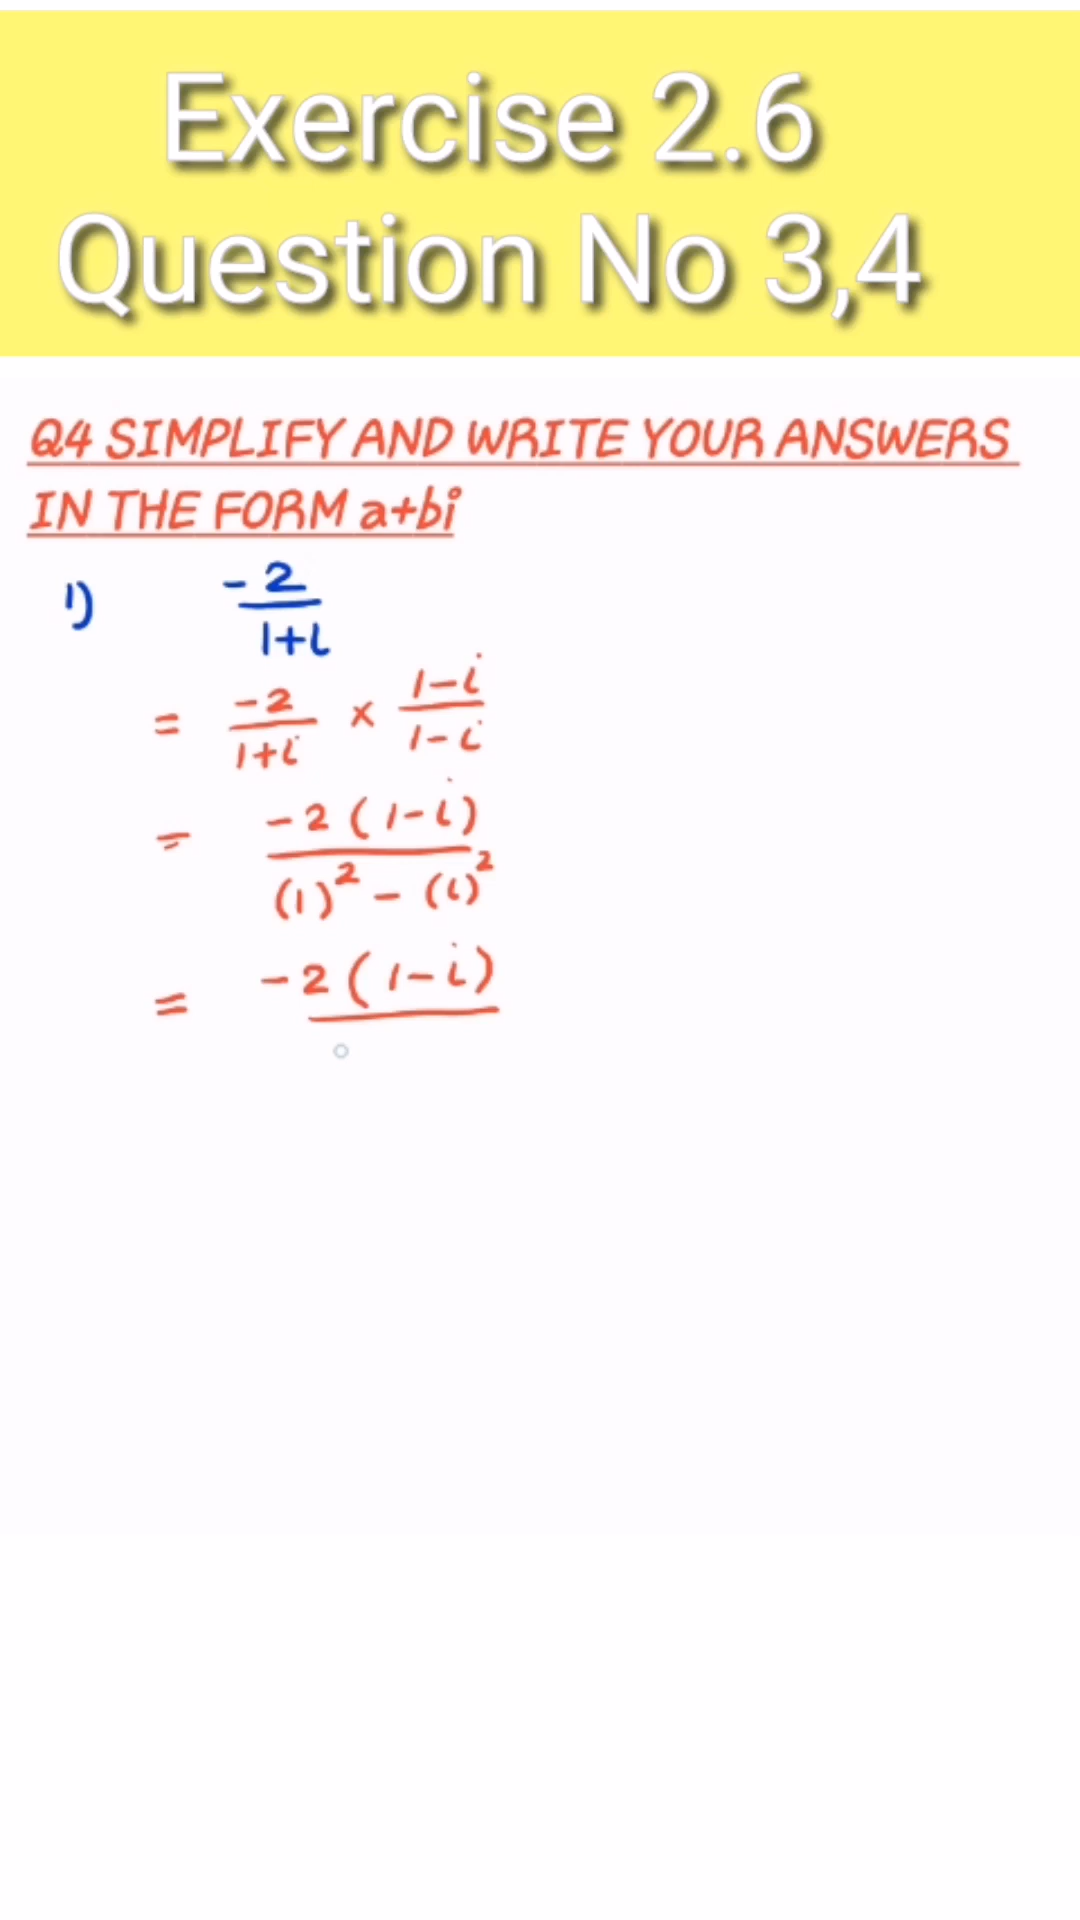 Exercise 2.6
Question No 3,4
Q4 SIMPLIFY AND WRITE YOUR ANSWERS
IN THE FORM a+bi
1) -2/1+i
= -2/1+i × 1-i/1-i
= -2(1-i)/(1)² - (i)²
= -2(1-i)